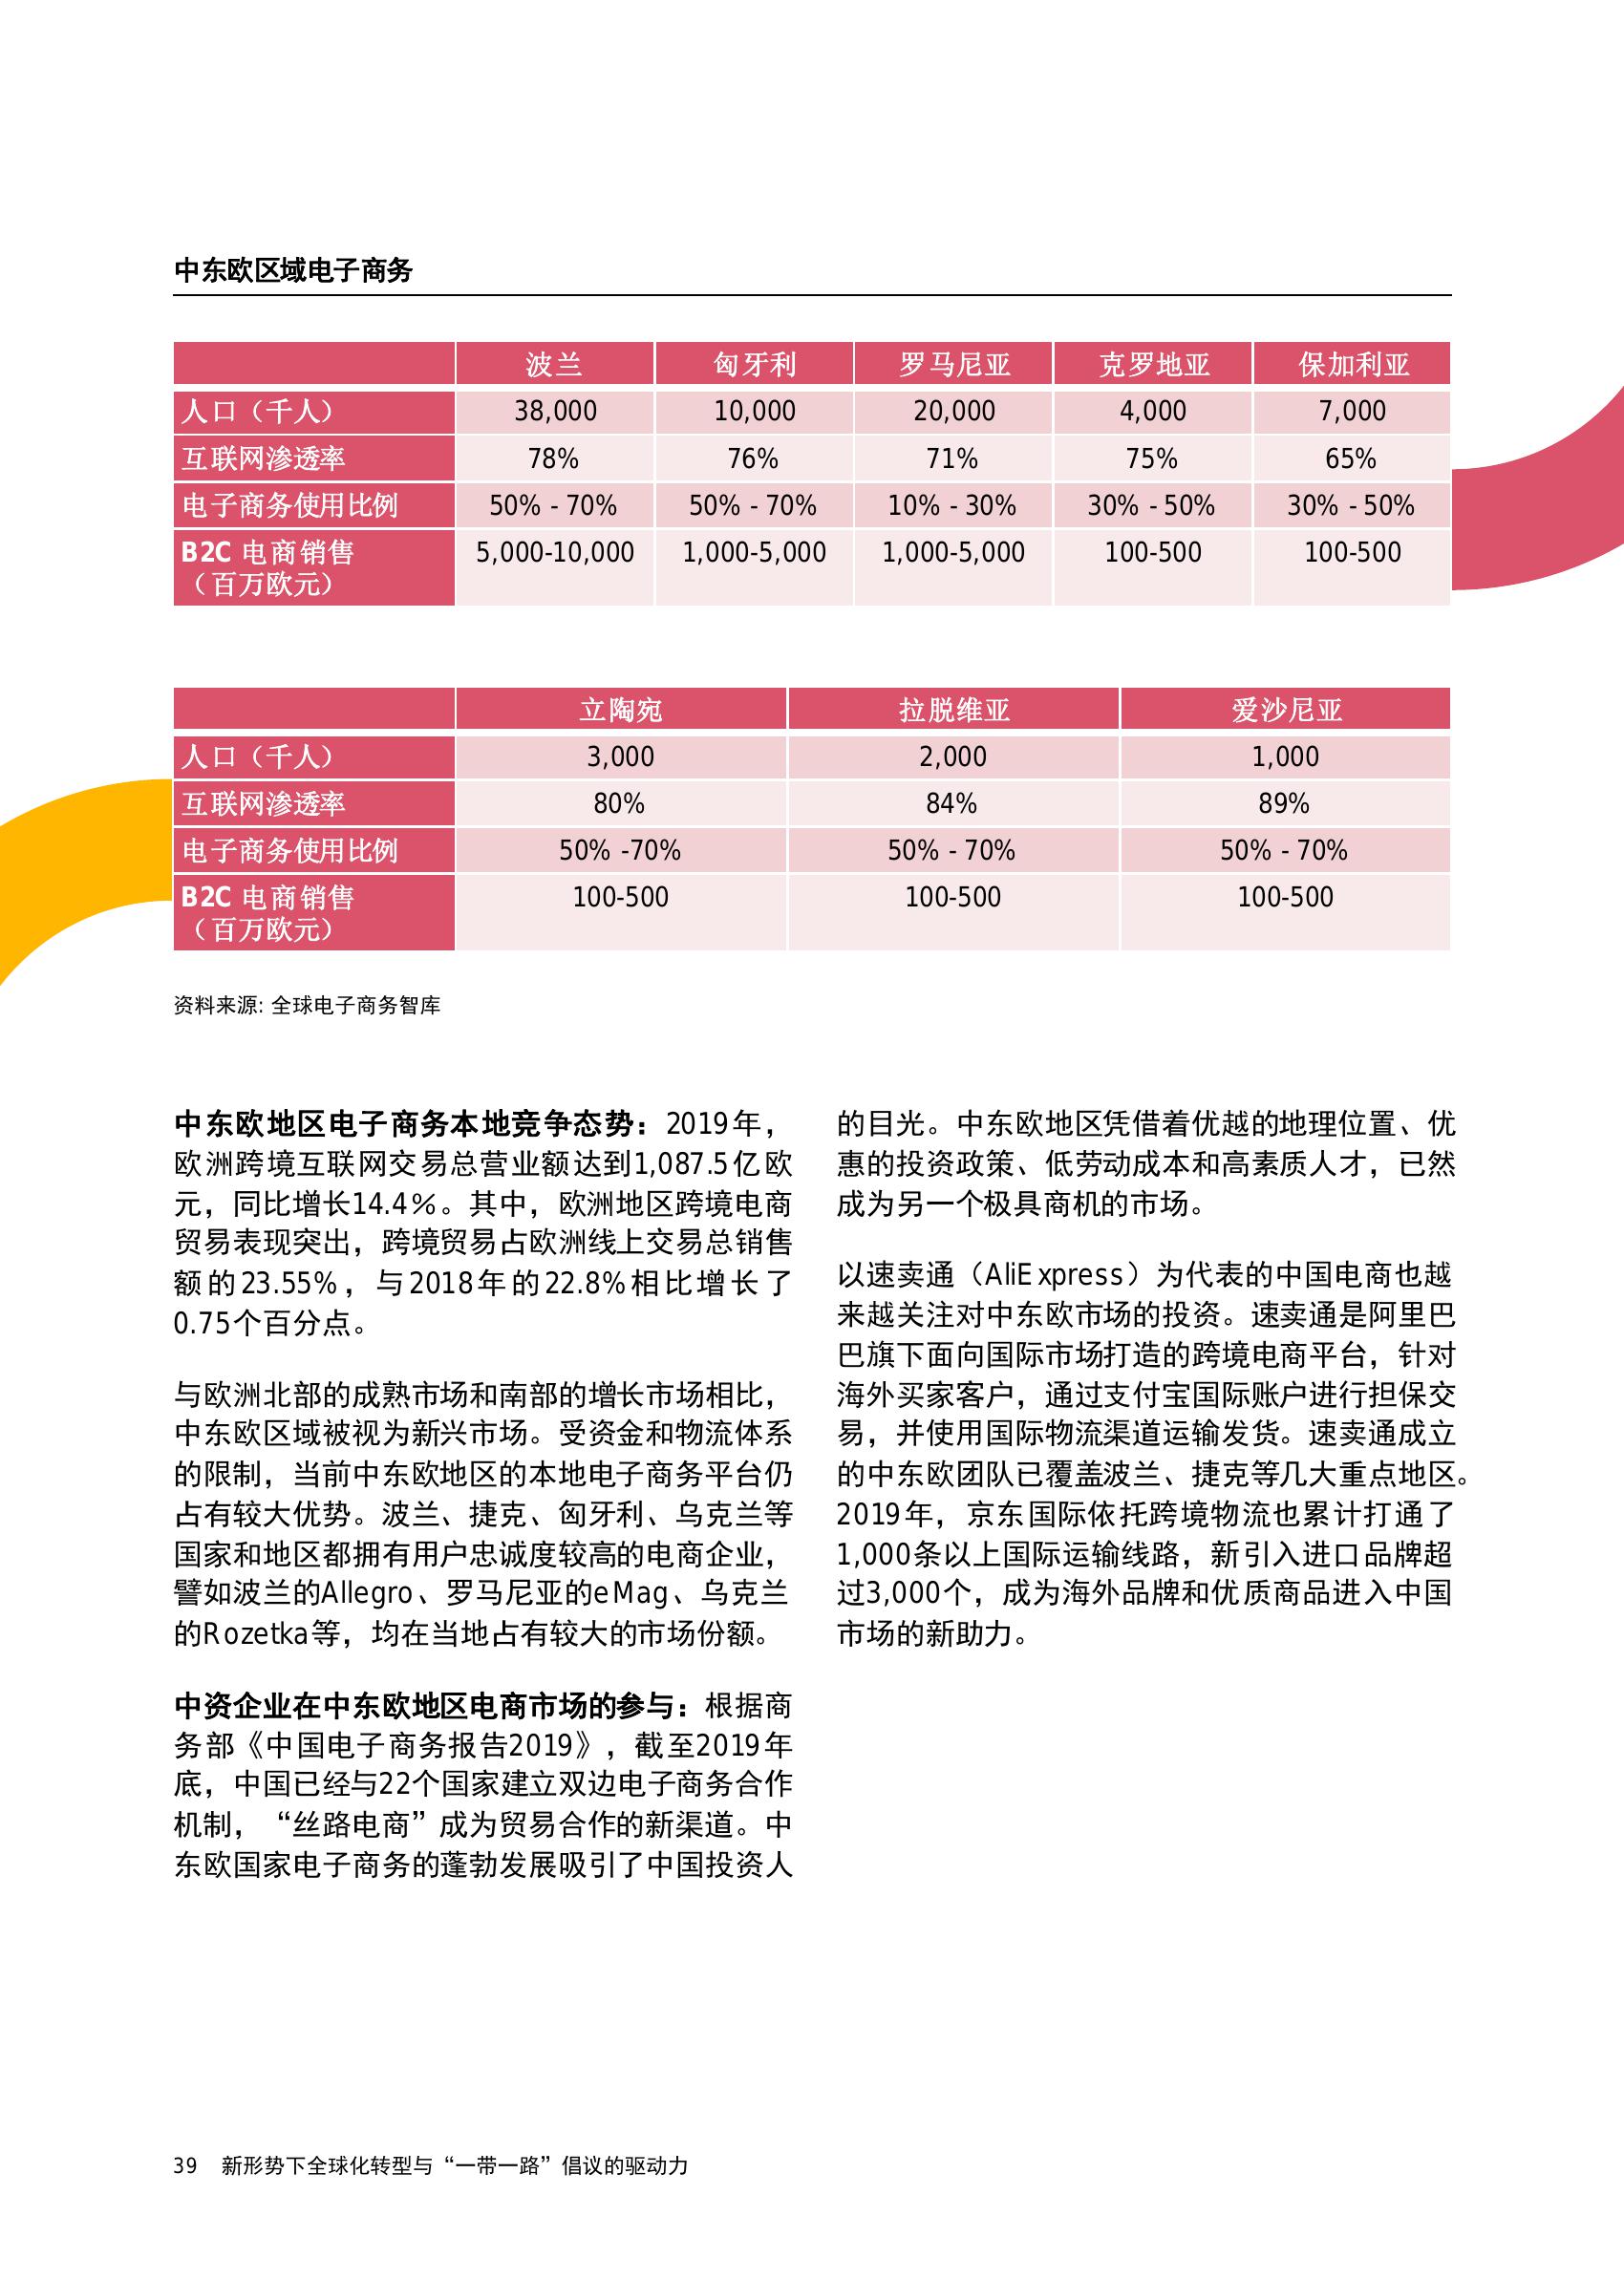 中东欧区域电子商务
波兰 匈牙利 罗马尼亚 克罗地亚 保加利亚
人口（千人） 38,000 10,000 20,000 4,000 7,000
互联网渗透率 78% 76% 71% 75% 65%
电子商务使用比例 50% - 70% 50% - 70% 10% - 30% 30% - 50% 30% - 50%
B2C 电商销售 5,000-10,000 1,000-5,000 1,000-5,000 100-500 100-500
（百万欧元）
立陶宛 拉脱维亚 爱沙尼亚
人口（千人） 3,000 2,000 1,000
互联网渗透率 80% 84% 89%
电子商务使用比例 50% -70% 50% - 70% 50% - 70%
B2C 电商销售 100-500 100-500 100-500
（百万欧元）
资料来源: 全球电子商务智库
中东欧地区电子商务本地竞争态势：2019年，
欧洲跨境互联网交易总营业额达到1,087.5亿欧
元，同比增长14.4%。其中，欧洲地区跨境电商
贸易表现突出，跨境贸易占欧洲线上交易总销售
额的23.55%，与2018年的22.8%相比增长了
0.75个百分点。
与欧洲北部的成熟市场和南部的增长市场相比，
中东欧区域被视为新兴市场。受资金和物流体系
的限制，当前中东欧地区的本地电子商务平台仍
占有较大优势。波兰、捷克、匈牙利、乌克兰等
国家和地区都拥有用户忠诚度较高的电商企业，
譬如波兰的Allegro、罗马尼亚的eMag、乌克兰
的Rozetka等，均在当地占有较大的市场份额。
中资企业在中东欧地区电商市场的参与：根据商
务部《中国电子商务报告2019》，截至2019年
底，中国已经与22个国家建立双边电子商务合作
机制，“丝路电商”成为贸易合作的新渠道。中
东欧国家电子商务的蓬勃发展吸引了中国投资人
的目光。中东欧地区凭借着优越的地理位置、优
惠的投资政策、低劳动成本和高素质人才，已然
成为另一个极具商机的市场。
以速卖通（AliExpress）为代表的中国电商也越
来越关注对中东欧市场的投资。速卖通是阿里巴
巴旗下面向国际市场打造的跨境电商平台，针对
海外买家客户，通过支付宝国际账户进行担保交
易，并使用国际物流渠道运输发货。速卖通成立
的中东欧团队已覆盖波兰、捷克等几大重点地区。
2019年，京东国际依托跨境物流也累计打通了
1,000条以上国际运输线路，新引入进口品牌超
过3,000个，成为海外品牌和优质商品进入中国
市场的新助力。
39 新形势下全球化转型与“一带一路”倡议的驱动力